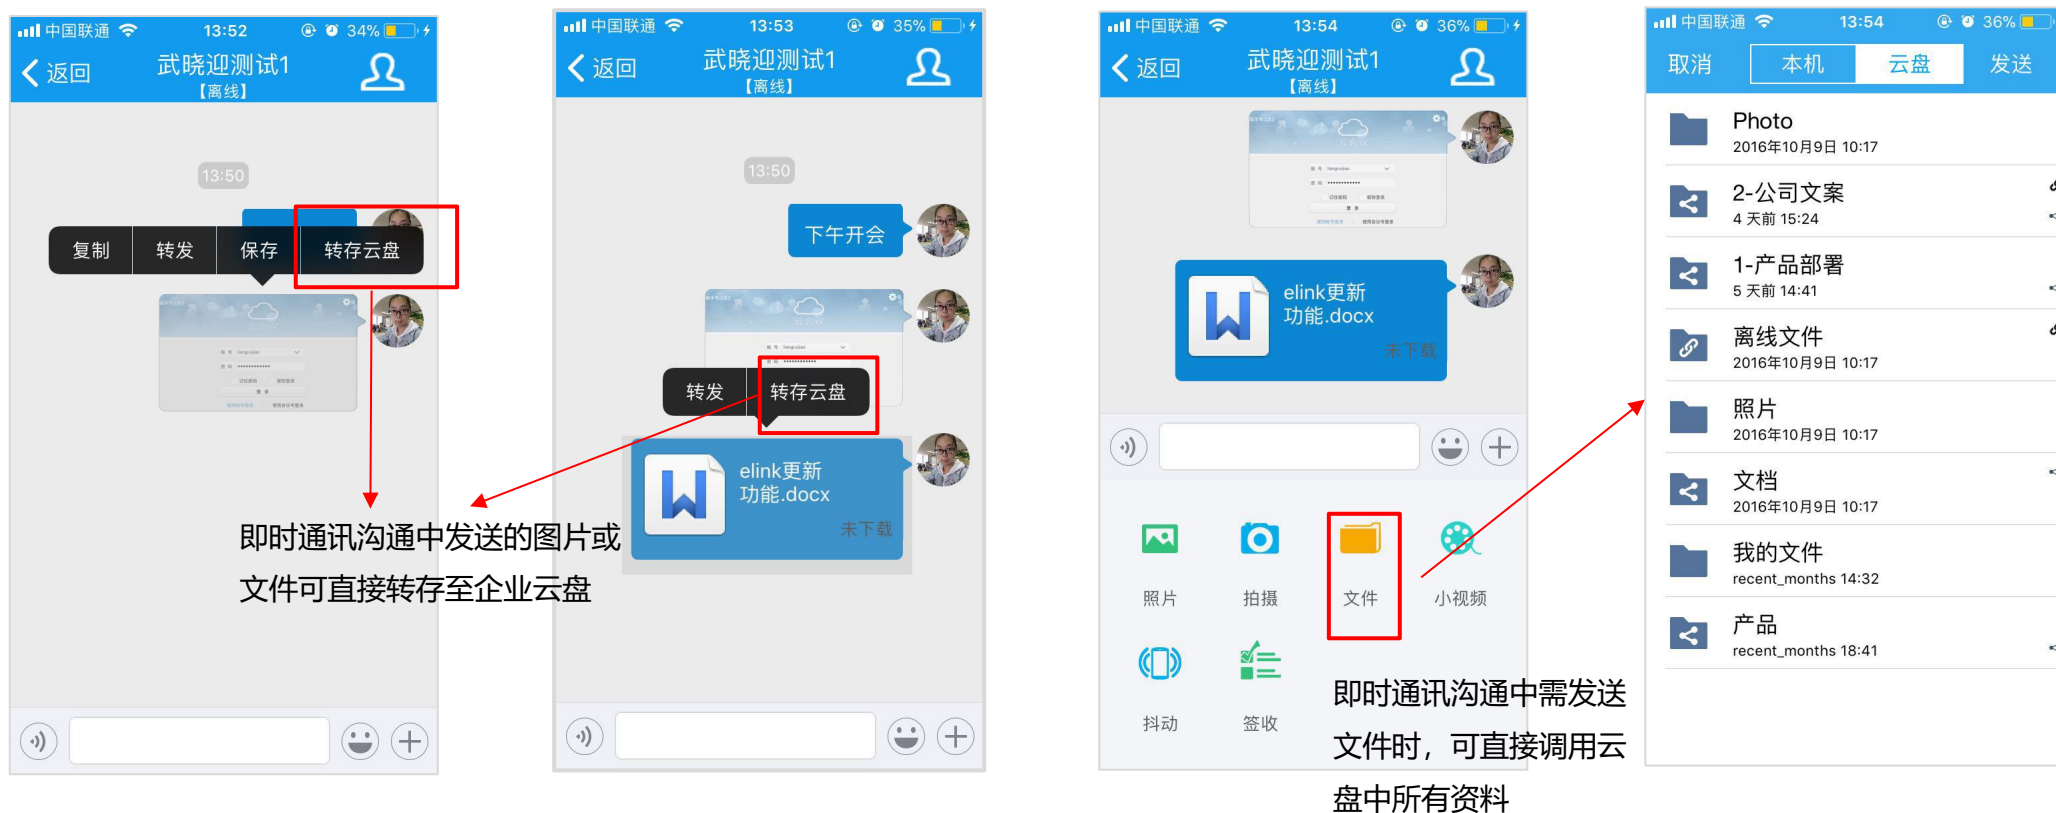 中国联通 13:52 34%
返回 武晓迎测试1
【离线】
13:50
复制 转发 保存 转存云盘
中国联通 13:53 35%
返回 武晓迎测试1
【离线】
13:50
下午开会
转发 转存云盘
elink更新
功能.docx
未下载
即时通讯沟通中发送的图片或
文件可直接转存至企业云盘
中国联通 13:54 36%
返回 武晓迎测试1
【离线】
elink更新
功能.docx
未下载
照片 拍摄 文件 小视频
抖动 签收
即时通讯沟通中需发送
文件时，可直接调用云
盘中所有资料
中国联通 13:54 36%
取消 本机 云盘 发送
Photo
2016年10月9日 10:17
2-公司文案
4 天前 15:24
1-产品部署
5 天前 14:41
离线文件
2016年10月9日 10:17
照片
2016年10月9日 10:17
文档
2016年10月9日 10:17
我的文件
recent_months 14:32
产品
recent_months 18:41